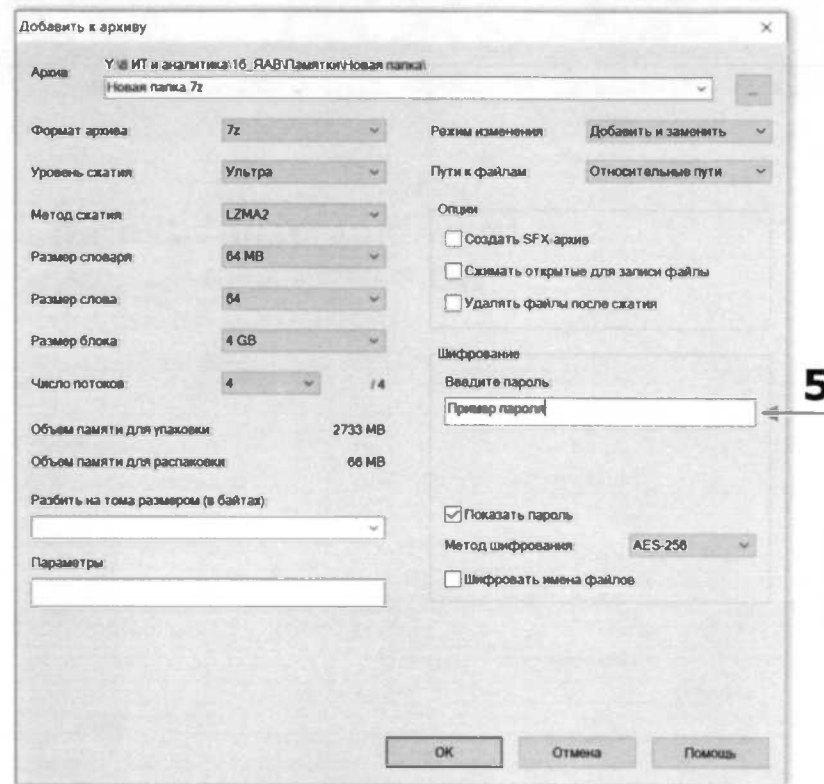 Добавить к архиву
Архив:
Y:\8 ИТ и аналитика\16_ЯАВ\Памятки\Новая папка\
Новая папка.7z
...
Формат архива:
7z
Уровень сжатия:
Ультра
Метод сжатия:
LZMA2
Размер словаря:
64 MB
Размер слова:
64
Размер блока:
4 GB
Число потоков:
4
/ 4
Объем памяти для упаковки:
2733 MB
Объем памяти для распаковки:
66 MB
Разбить на тома размером (в байтах):
Параметры:
Режим изменения:
Добавить и заменить
Пути к файлам:
Относительные пути
Опции
Создать SFX-архив
Сжимать открытые для записи файлы
Удалять файлы после сжатия
Шифрование
Введите пароль:
Пример пароля
5
Показать пароль
Метод шифрования:
AES-256
Шифровать имена файлов
OK
Отмена
Помощь